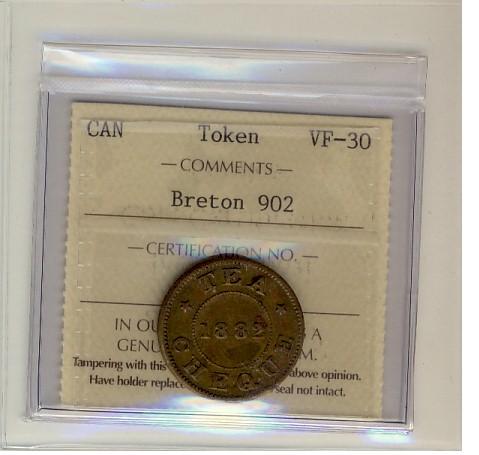 CAN Token VF-30
— COMMENTS —
Breton 902
— CERTIFICATION NO. —
TEA
1882
CHEQUE
IN OU A
GENU M.
Tampering with this above opinion.
Have holder replace seal not intact.